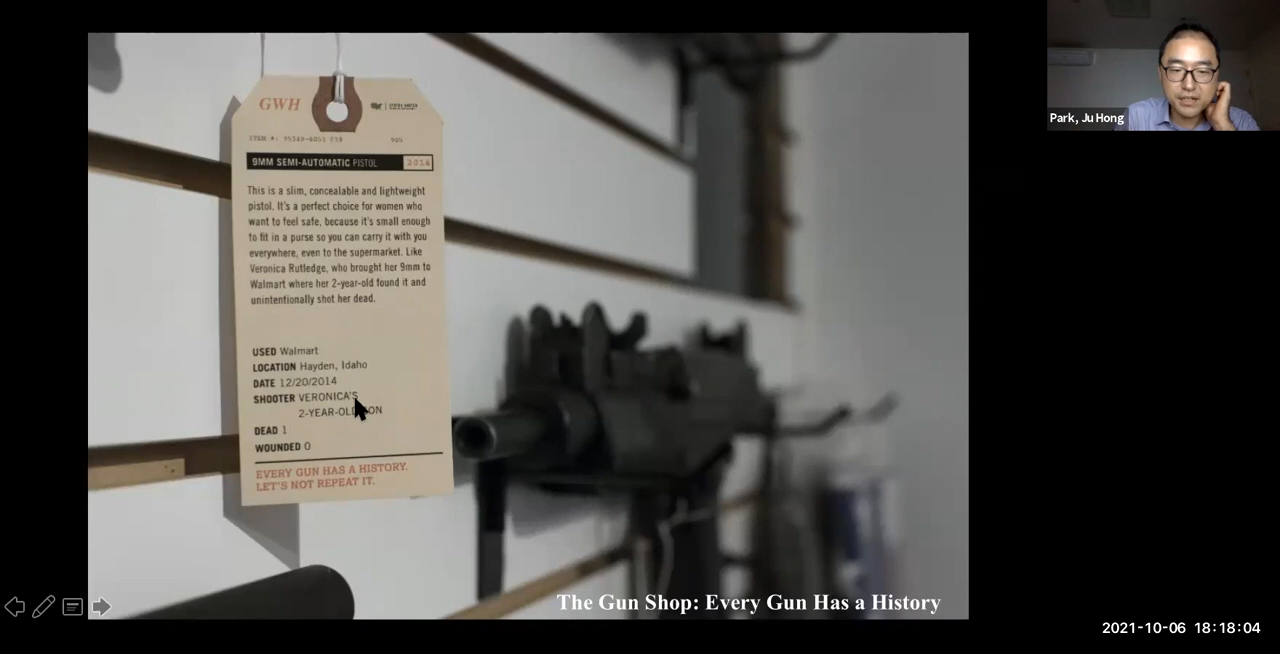 GWH
9MM SEMI-AUTOMATIC PISTOL 2014
This is a slim, concealable and lightweight
pistol. It's a perfect choice for women who
want to feel safe, because it's small enough
to fit in a purse so you can carry it with you
everywhere, even to the supermarket. Like
Veronica Rutledge, who brought her 9mm to
Walmart where her 2-year-old found it and
unintentionally shot her dead.
USED Walmart
LOCATION Hayden, Idaho
DATE 12/20/2014
SHOOTER VERONICA'S
2-YEAR-OLD SON
DEAD 1
WOUNDED 0
EVERY GUN HAS A HISTORY.
LET'S NOT REPEAT IT.
The Gun Shop: Every Gun Has a History
Park, Ju Hong
2021-10-06 18:18:04